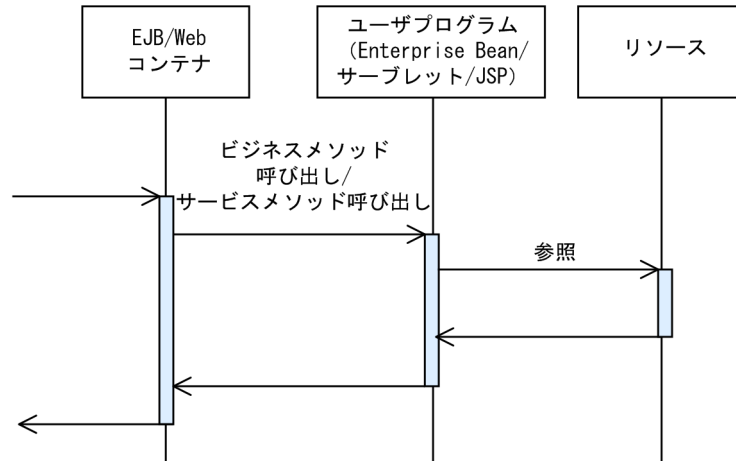 EJB/Web
コンテナ
ユーザプログラム
（Enterprise Bean/
サーブレット/JSP）
リソース
ビジネスメソッド
呼び出し/
サービスメソッド呼び出し
参照